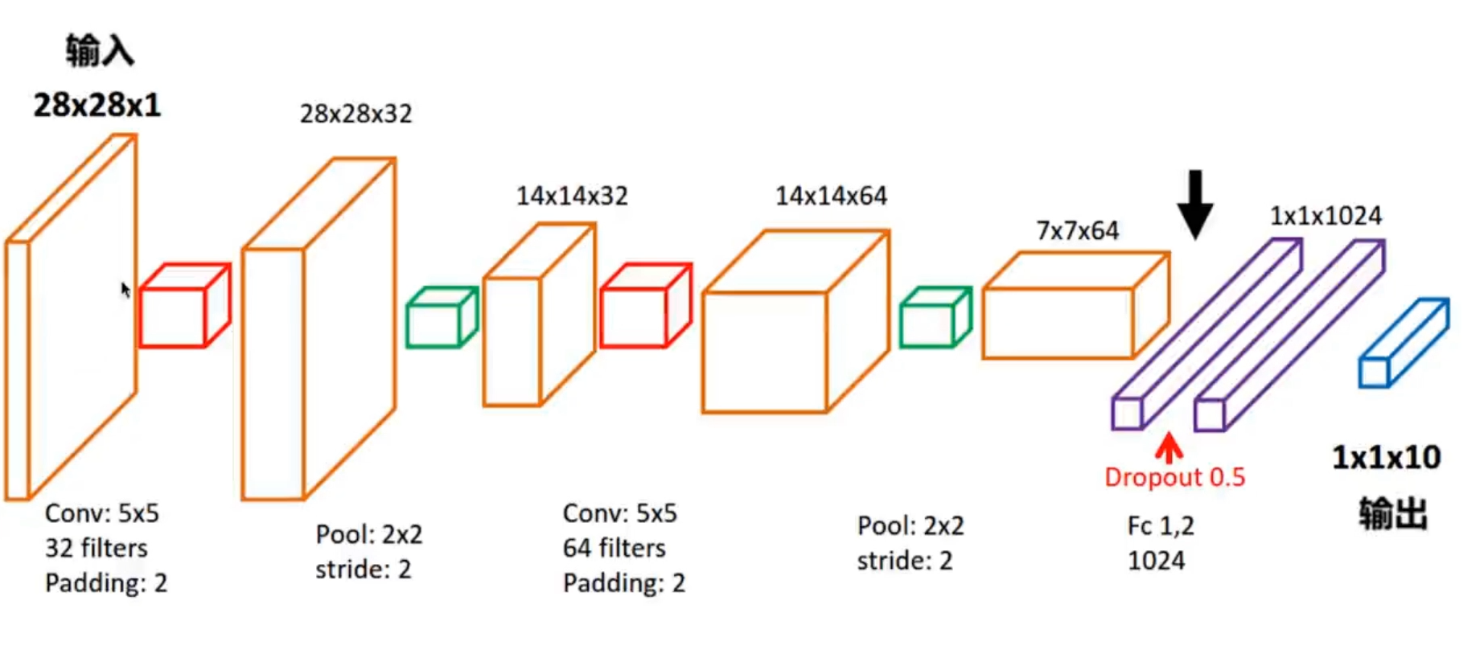 输入
28x28x1
28x28x32
14x14x32
14x14x64
7x7x64
1x1x1024
Conv: 5x5
32 filters
Padding: 2
Pool: 2x2
stride: 2
Conv: 5x5
64 filters
Padding: 2
Pool: 2x2
stride: 2
Dropout 0.5
Fc 1,2
1024
1x1x10
输出